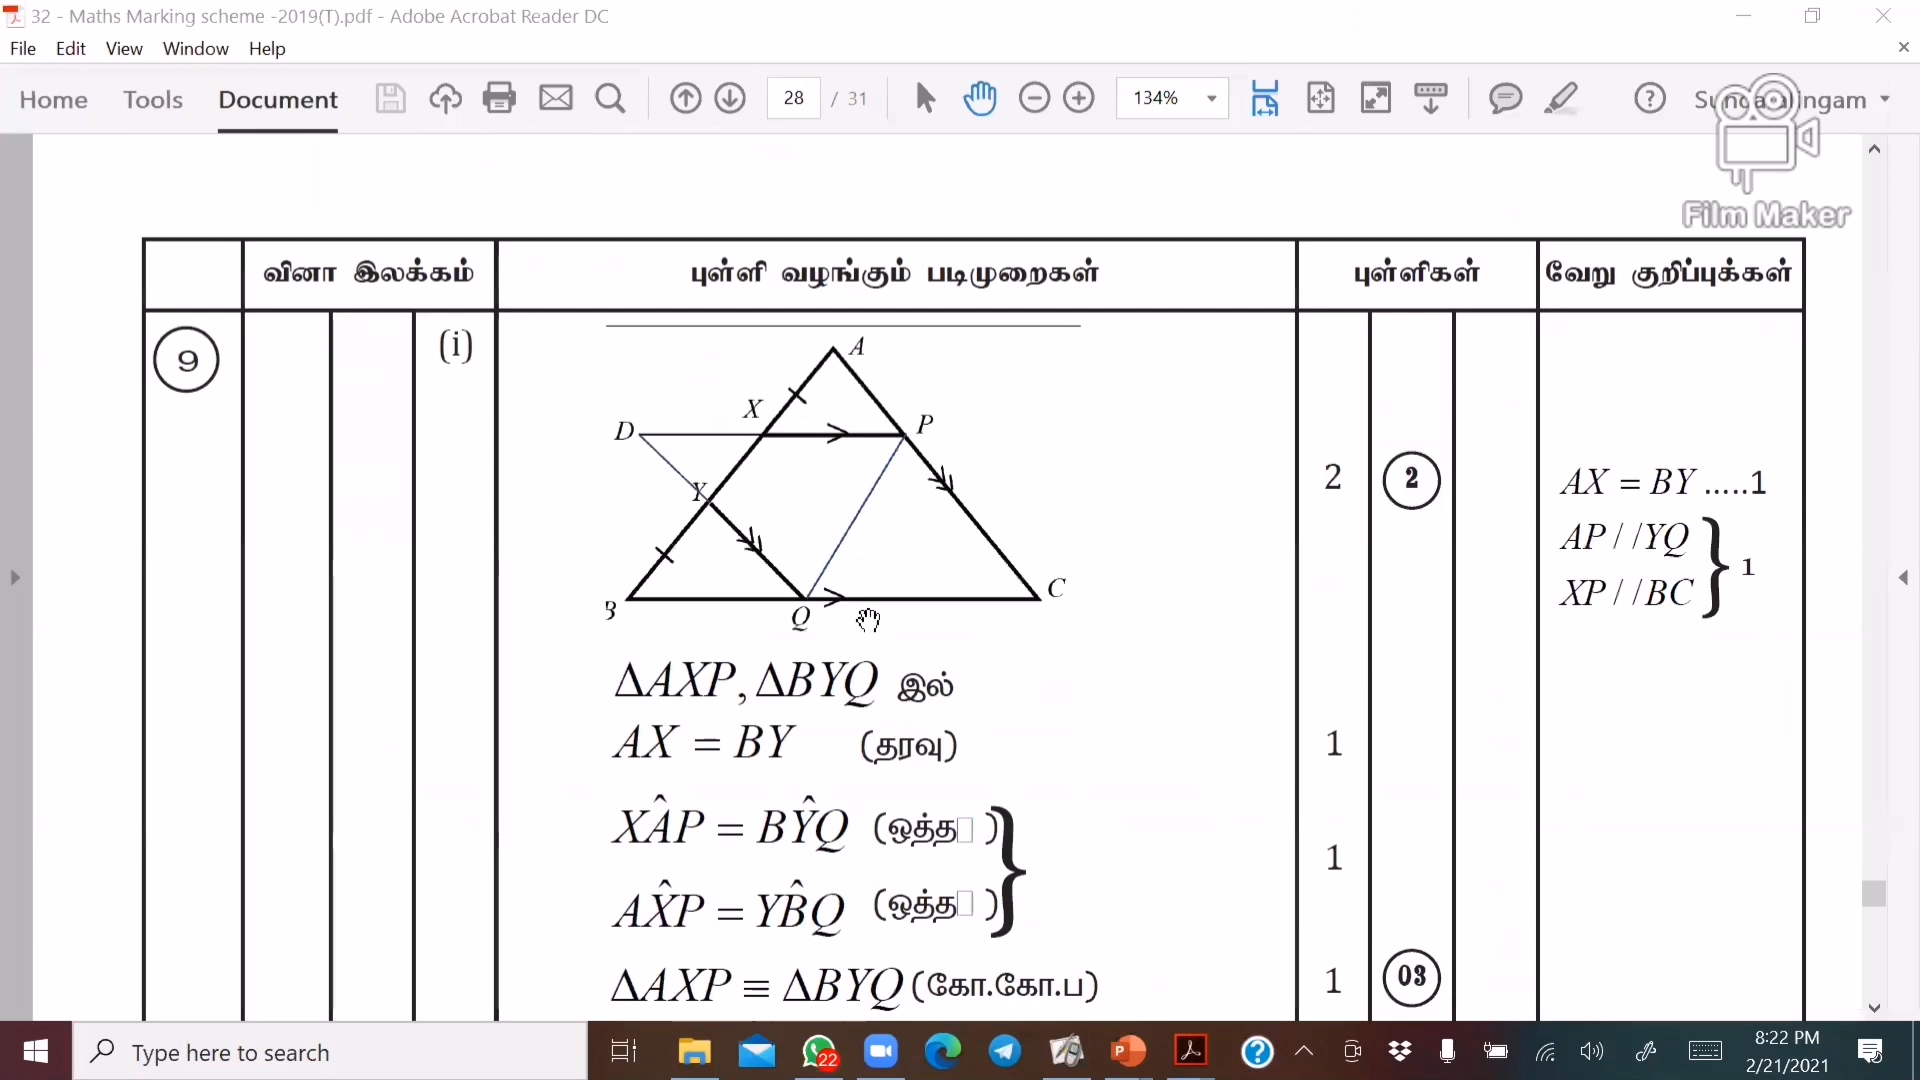 32 - Maths Marking scheme -2019(T).pdf - Adobe Acrobat Reader DC
File Edit View Window Help
Home Tools Document 28 / 31 134%
Film Maker
வினா இலக்கம் புள்ளி வழங்கும் படிமுறைகள் புள்ளிகள் வேறு குறிப்புக்கள்
9 (i)
A
X
D P
Y
B Q C
2 2
AX = BY .....1
AP//YQ
XP//BC } 1
ΔAXP, ΔBYQ இல்
AX = BY (தரவு) 1
XÂP = BŶQ (ஒத்த )
1
AX̂P = YB̂Q (ஒத்த )
ΔAXP ≡ ΔBYQ (கோ.கோ.ப) 1 03
Type here to search
22
8:22 PM
2/21/2021